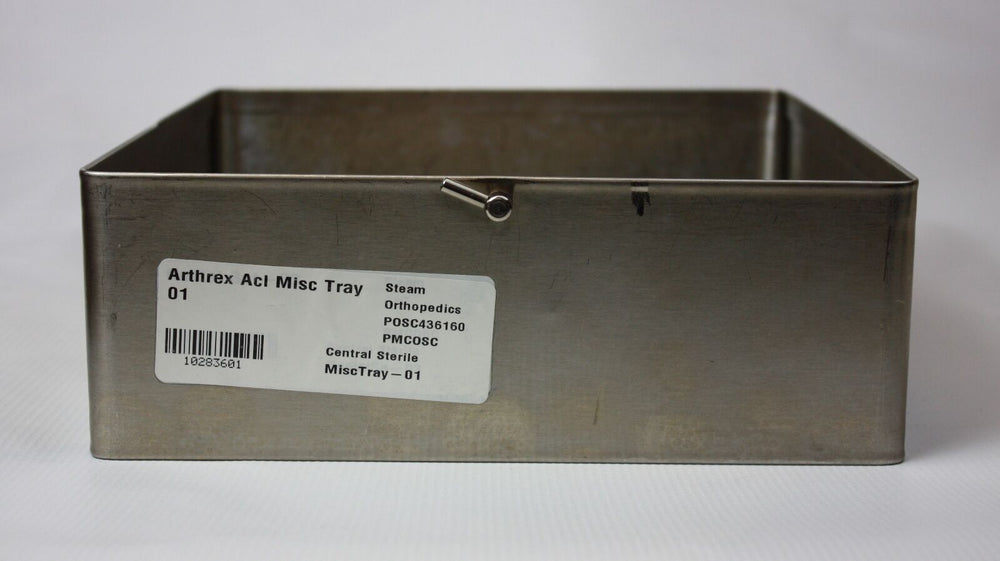 Arthrex Acl Misc Tray
01
Steam
Orthopedics
POSC436160
PMCOSC
Central Sterile
MiscTray-01
10283601